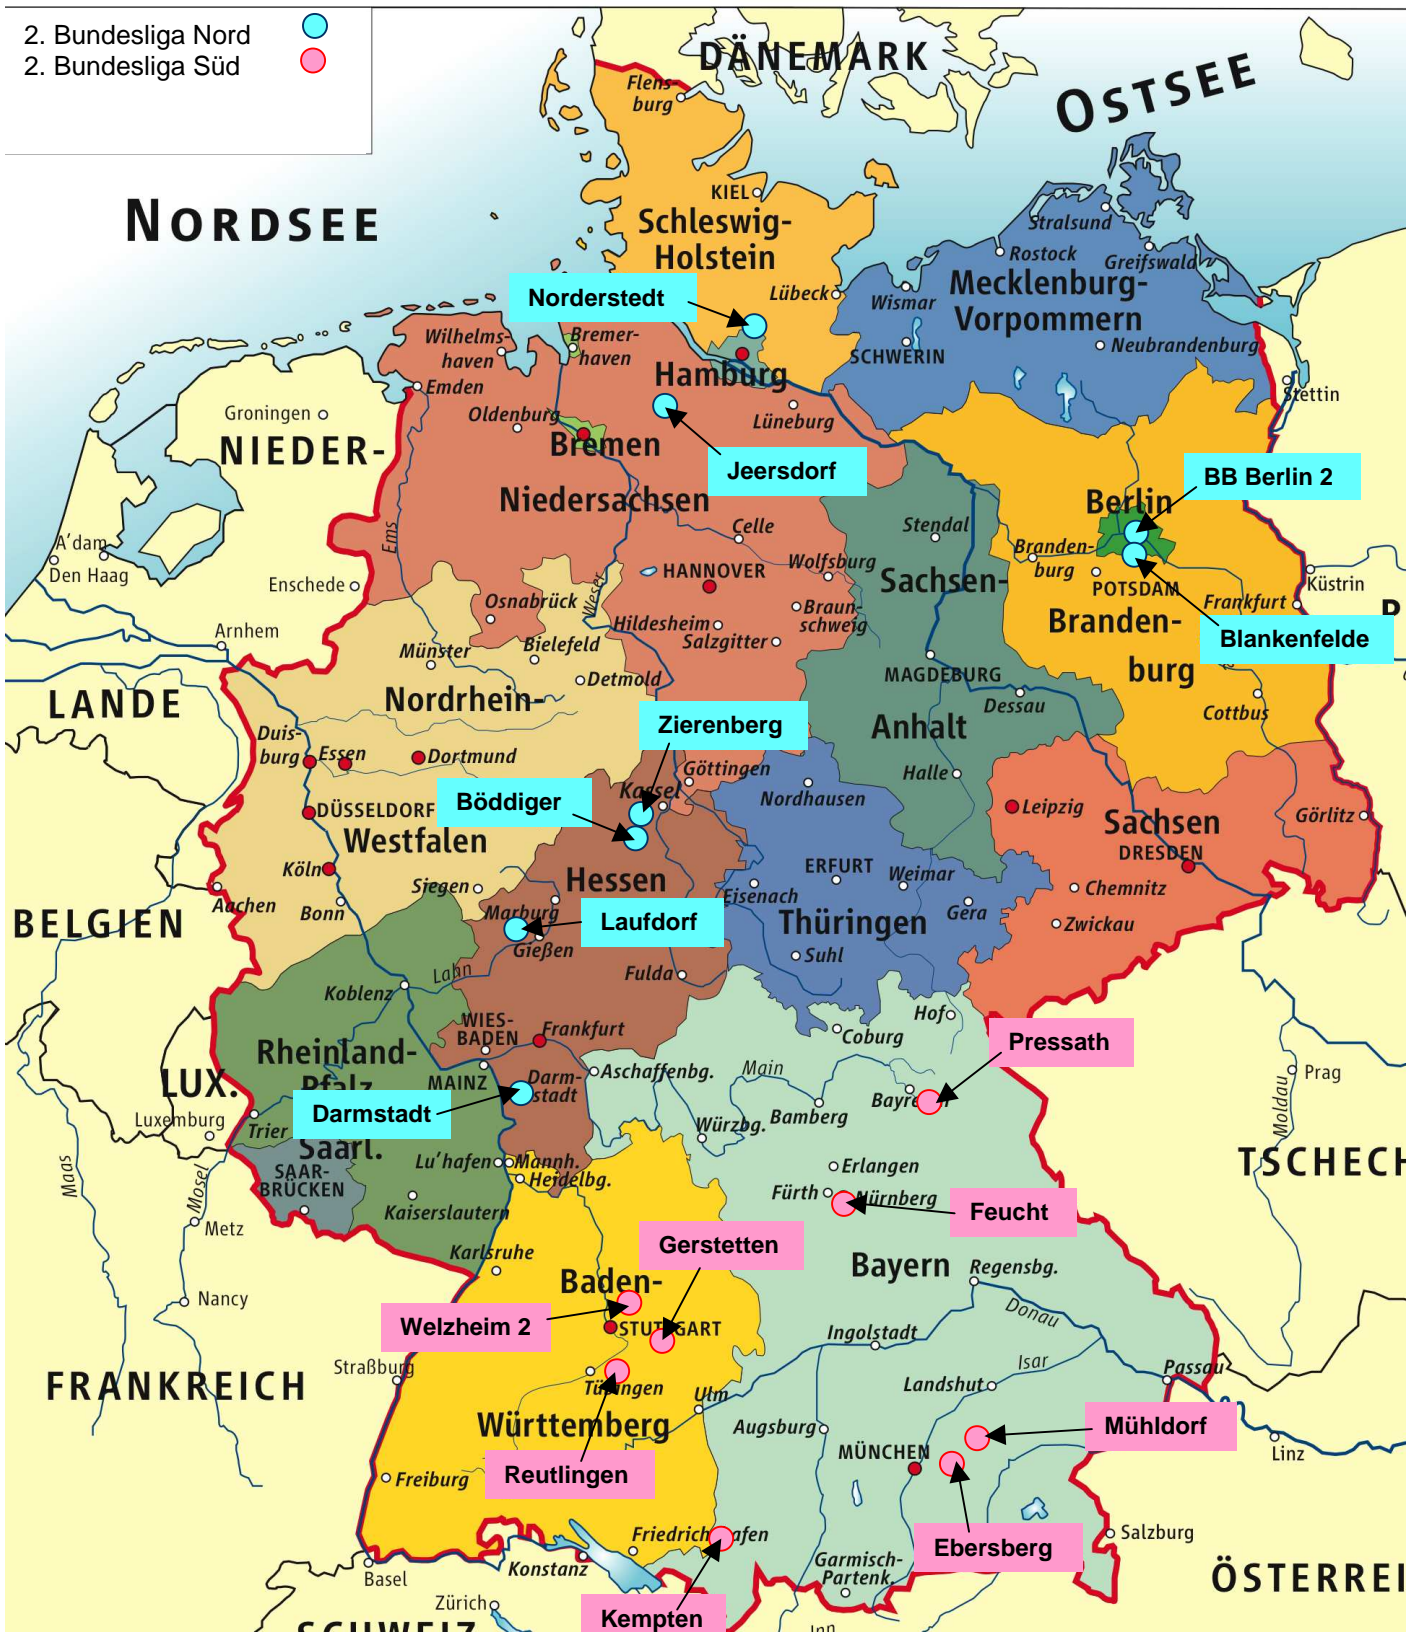 2. Bundesliga Nord
2. Bundesliga Süd
DÄNEMARK
OSTSEE
NORDSEE
Flens-
burg
KIEL
Schleswig-
Holstein
Stralsund
Rostock
Greifswald
Mecklenburg-
Vorpommern
Norderstedt
Lübeck
Wismar
SCHWERIN
Neubrandenburg
Wilhelms-
haven
Bremer-
haven
Hamburg
Emden
Stettin
Groningen
Oldenburg
Lüneburg
NIEDER-
Bremen
Jeersdorf
BB Berlin 2
Berlin
Niedersachsen
Ems
Celle
Stendal
A'dam
Den Haag
Enschede
HANNOVER
Wolfsburg
Sachsen-
Branden-
burg
POTSDAM
Küstrin
Weser
Osnabrück
Braun-
schweig
Frankfurt
Branden-
burg
Blankenfelde
Arnhem
Hildesheim
Salzgitter
Münster
Bielefeld
Detmold
MAGDEBURG
Dessau
Cottbus
LANDE
Nordrhein-
Westfalen
Zierenberg
Anhalt
Duis-
burg
Essen
Dortmund
Göttingen
Halle
Nordhausen
Kassel
Böddiger
DÜSSELDORF
Leipzig
Sachsen
DRESDEN
Görlitz
Köln
Siegen
Hessen
ERFURT
Weimar
Eisenach
Chemnitz
Aachen
Bonn
Marburg
Laufdorf
Thüringen
Gera
Zwickau
BELGIEN
Gießen
Lahn
Fulda
Suhl
Koblenz
Hof
Coburg
WIES-
BADEN
Frankfurt
Pressath
Rheinland-
Pfalz
LUX.
MAINZ
Darm-
stadt
Aschaffenbg.
Main
Bamberg
Prag
Moldau
Darmstadt
Luxemburg
Trier
Würzbg.
Saarl.
SAAR-
BRÜCKEN
Lu'hafen
Mannh.
Heidelbg.
Erlangen
Fürth
Nürnberg
Feucht
TSCHECH
Maas
Mosel
Metz
Kaiserslautern
Karlsruhe
Gerstetten
Bayern
Regensbg.
Baden-
Württemberg
Nancy
Welzheim 2
STUTTGART
Ingolstadt
Donau
Isar
Straßburg
Landshut
Passau
FRANKREICH
Tübingen
Ulm
Augsburg
Mühldorf
MÜNCHEN
Linz
Reutlingen
Freiburg
Friedrichshafen
Ebersberg
Salzburg
Konstanz
Garmisch-
Partenk.
Basel
ÖSTERREI
Zürich
Kempten
SCHWEIZ
Inn